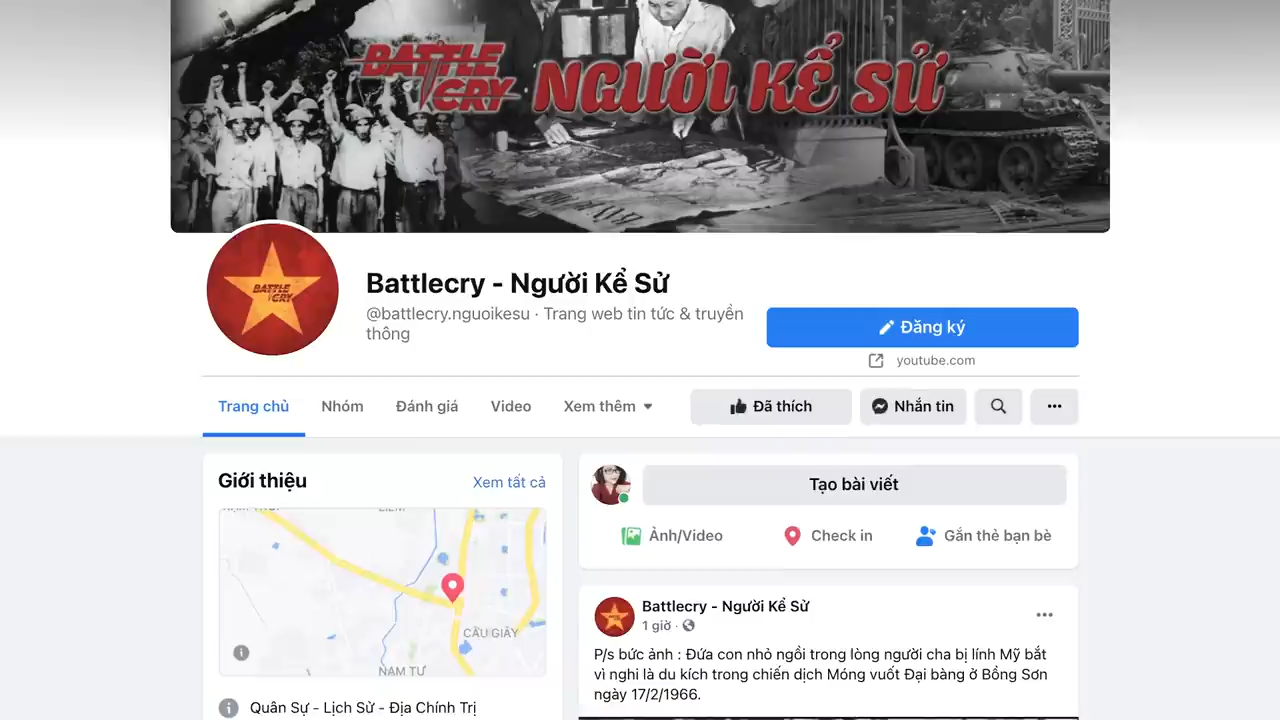 BATTLE CRY NGƯỜI KỂ SỬ
BATTLE CRY
Battlecry - Người Kể Sử
@battlecry.nguoikesu · Trang web tin tức & truyền
thông
Đăng ký
youtube.com
Trang chủ Nhóm Đánh giá Video Xem thêm
Đã thích Nhắn tin
Giới thiệu Xem tất cả
LIÊM
CẦU GIẤY
NAM TỪ
Quân Sự - Lịch Sử - Địa Chính Trị
Tạo bài viết
Ảnh/Video Check in Gắn thẻ bạn bè
BATTLE CRY
Battlecry - Người Kể Sử
1 giờ ·
P/s bức ảnh : Đứa con nhỏ ngồi trong lòng người cha bị lính Mỹ bắt
vì nghi là du kích trong chiến dịch Móng vuốt Đại bàng ở Bồng Sơn
ngày 17/2/1966.